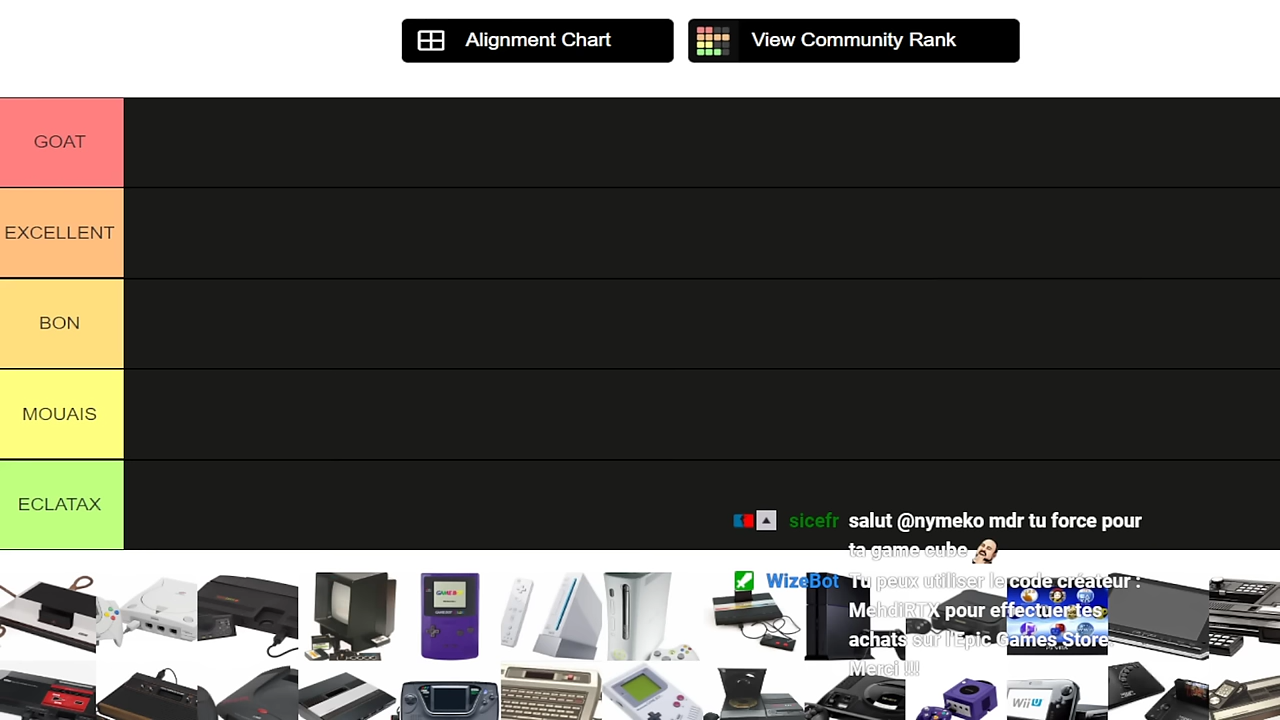 Alignment Chart
View Community Rank
GOAT
EXCELLENT
BON
MOUAIS
ECLATAX
sicefr salut @nymeko mdr tu force pour
ta game cube
WizeBot Tu peux utiliser le code créateur :
MehdiRTX pour effectuer tes
achats sur l'Epic Games Store.
Merci !!!
WiiU